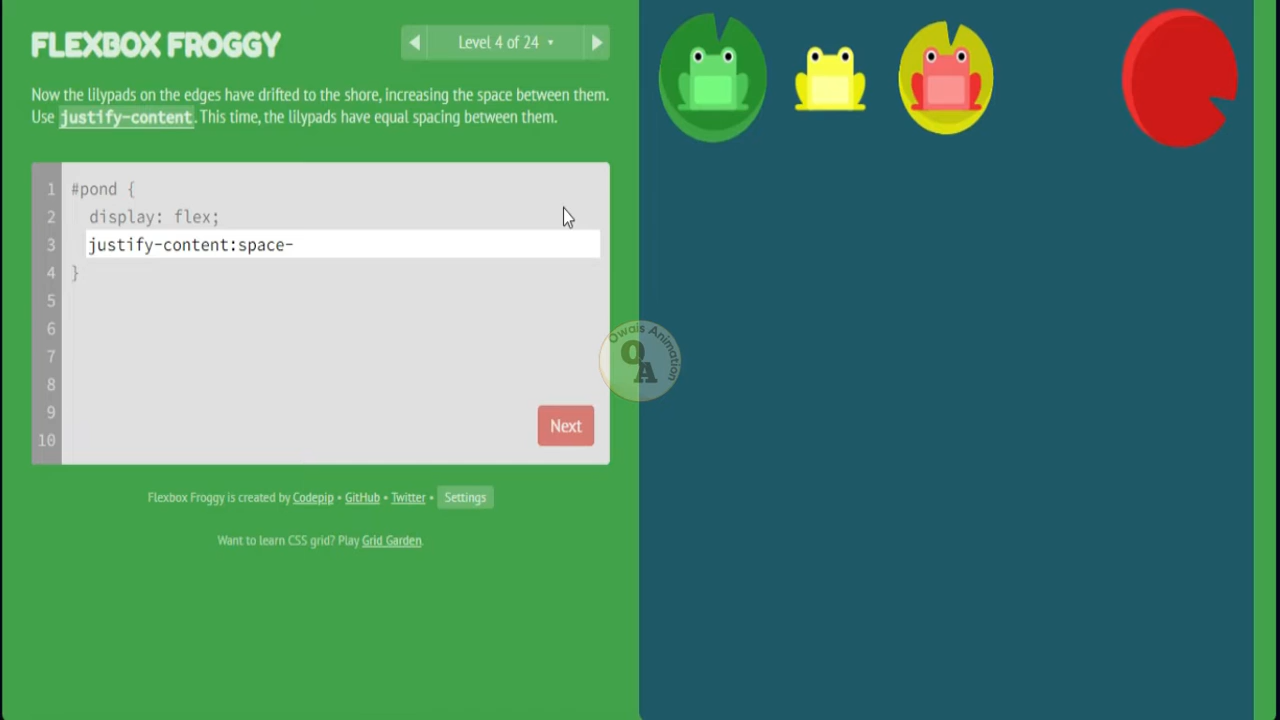 FLEXBOX FROGGY
◀ Level 4 of 24 ▾ ▶
Now the lilypads on the edges have drifted to the shore, increasing the space between them.
Use justify-content. This time, the lilypads have equal spacing between them.
1 #pond {
2 display: flex;
3 justify-content:space-
4 }
5
6
7
8
9
10
Next
Flexbox Froggy is created by Codepip • GitHub • Twitter • Settings
Want to learn CSS grid? Play Grid Garden.
Owais Animation
QA